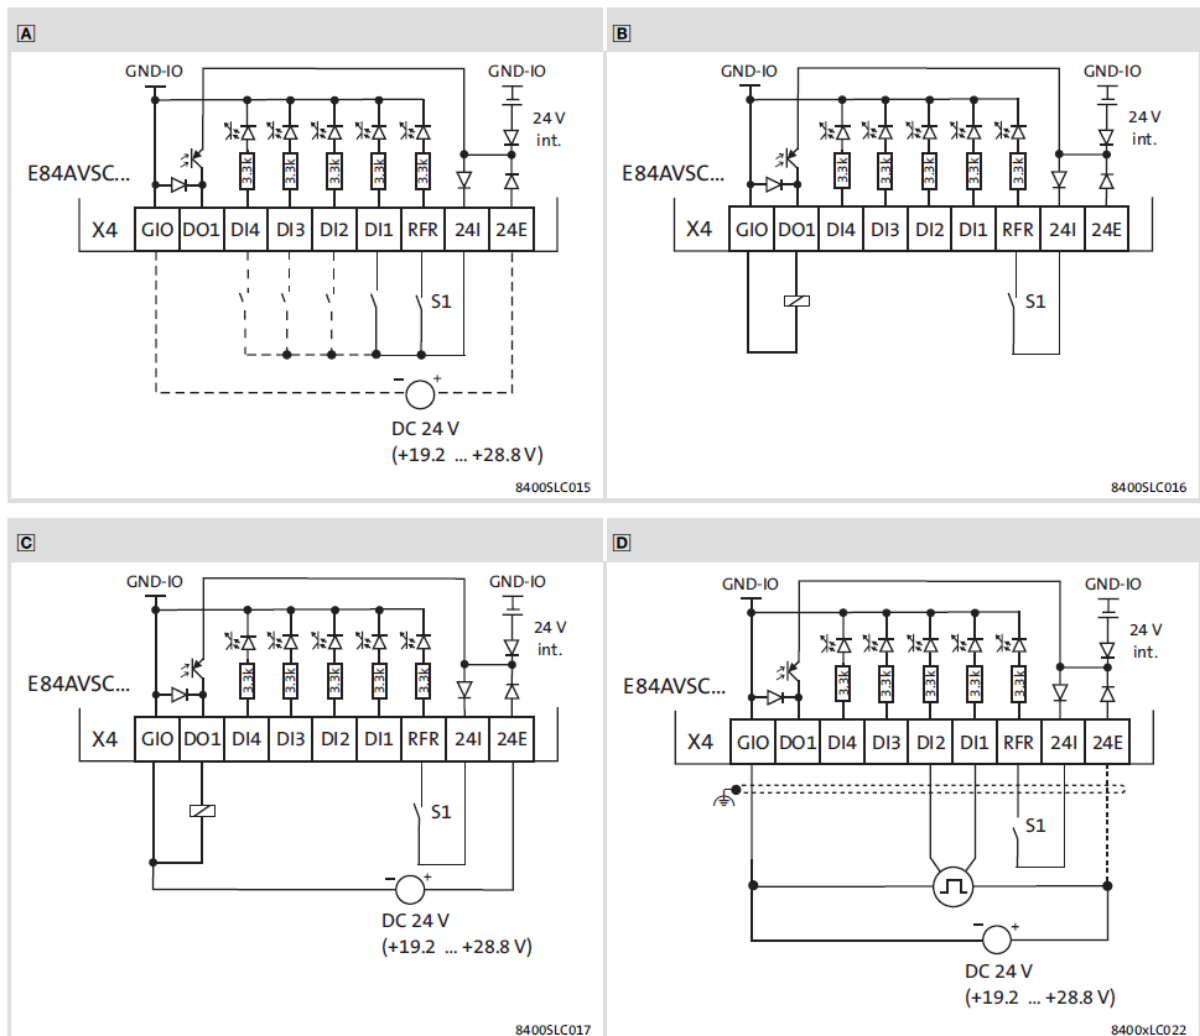 A
GND-IO GND-IO
24 V
int.
E84AVSC...
3.3k 3.3k 3.3k 3.3k 3.3k
X4 GIO DO1 DI4 DI3 DI2 DI1 RFR 24I 24E
S1
− +
DC 24 V
(+19.2 ... +28.8 V)
8400SLC015
B
GND-IO GND-IO
24 V
int.
E84AVSC...
3.3k 3.3k 3.3k 3.3k 3.3k
X4 GIO DO1 DI4 DI3 DI2 DI1 RFR 24I 24E
S1
8400SLC016
C
GND-IO GND-IO
24 V
int.
E84AVSC...
3.3k 3.3k 3.3k 3.3k 3.3k
X4 GIO DO1 DI4 DI3 DI2 DI1 RFR 24I 24E
S1
− +
DC 24 V
(+19.2 ... +28.8 V)
8400SLC017
D
GND-IO GND-IO
24 V
int.
E84AVSC...
3.3k 3.3k 3.3k 3.3k 3.3k
X4 GIO DO1 DI4 DI3 DI2 DI1 RFR 24I 24E
S1
− +
DC 24 V
(+19.2 ... +28.8 V)
8400xLC022